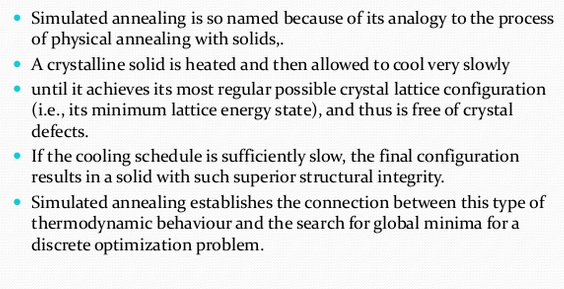 Simulated annealing is so named because of its analogy to the process
of physical annealing with solids,.
A crystalline solid is heated and then allowed to cool very slowly
until it achieves its most regular possible crystal lattice configuration
(i.e., its minimum lattice energy state), and thus is free of crystal
defects.
If the cooling schedule is sufficiently slow, the final configuration
results in a solid with such superior structural integrity.
Simulated annealing establishes the connection between this type of
thermodynamic behaviour and the search for global minima for a
discrete optimization problem.